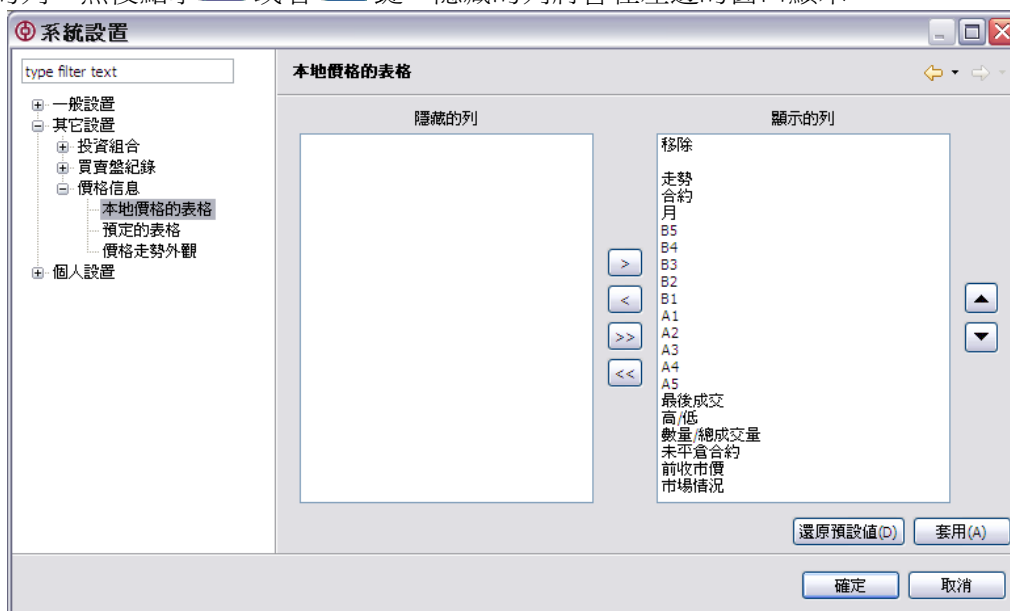 系統設置
type filter text
一般設置
其它設置
投資組合
買賣盤紀錄
價格信息
本地價格的表格
預定的表格
價格走勢外觀
個人設置
本地價格的表格
隱藏的列
顯示的列
移除
走勢
合約
月
B5
B4
B3
B2
B1
A1
A2
A3
A4
A5
最後成交
高/低
數量/總成交量
未平倉合約
前收市價
市場情況
>
<
>>
<<
還原預設值(D)
套用(A)
確定
取消